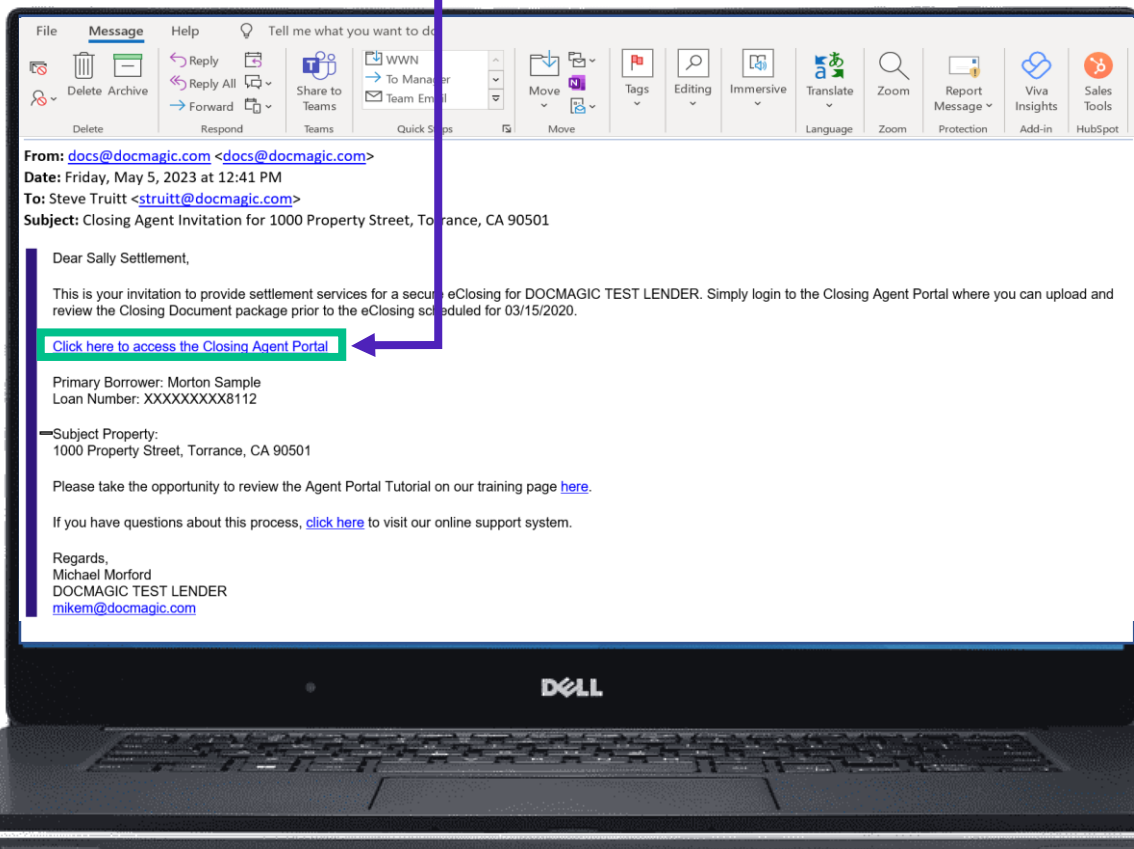 File Message Help Tell me what you want to do
Reply
Reply All
Forward
Delete Archive
Share to Teams
WWN
To Manager
Team Email
Move
Tags
Editing
Immersive
Translate
Zoom
Report Message
Viva Insights
Sales Tools
Delete Respond Teams Quick Steps Move Language Zoom Protection Add-in HubSpot
From: docs@docmagic.com <docs@docmagic.com>
Date: Friday, May 5, 2023 at 12:41 PM
To: Steve Truitt <struitt@docmagic.com>
Subject: Closing Agent Invitation for 1000 Property Street, Torrance, CA 90501
Dear Sally Settlement,
This is your invitation to provide settlement services for a secure eClosing for DOCMAGIC TEST LENDER. Simply login to the Closing Agent Portal where you can upload and
review the Closing Document package prior to the eClosing scheduled for 03/15/2020.
Click here to access the Closing Agent Portal
Primary Borrower: Morton Sample
Loan Number: XXXXXXXXX8112
Subject Property:
1000 Property Street, Torrance, CA 90501
Please take the opportunity to review the Agent Portal Tutorial on our training page here.
If you have questions about this process, click here to visit our online support system.
Regards,
Michael Morford
DOCMAGIC TEST LENDER
mikem@docmagic.com
DELL